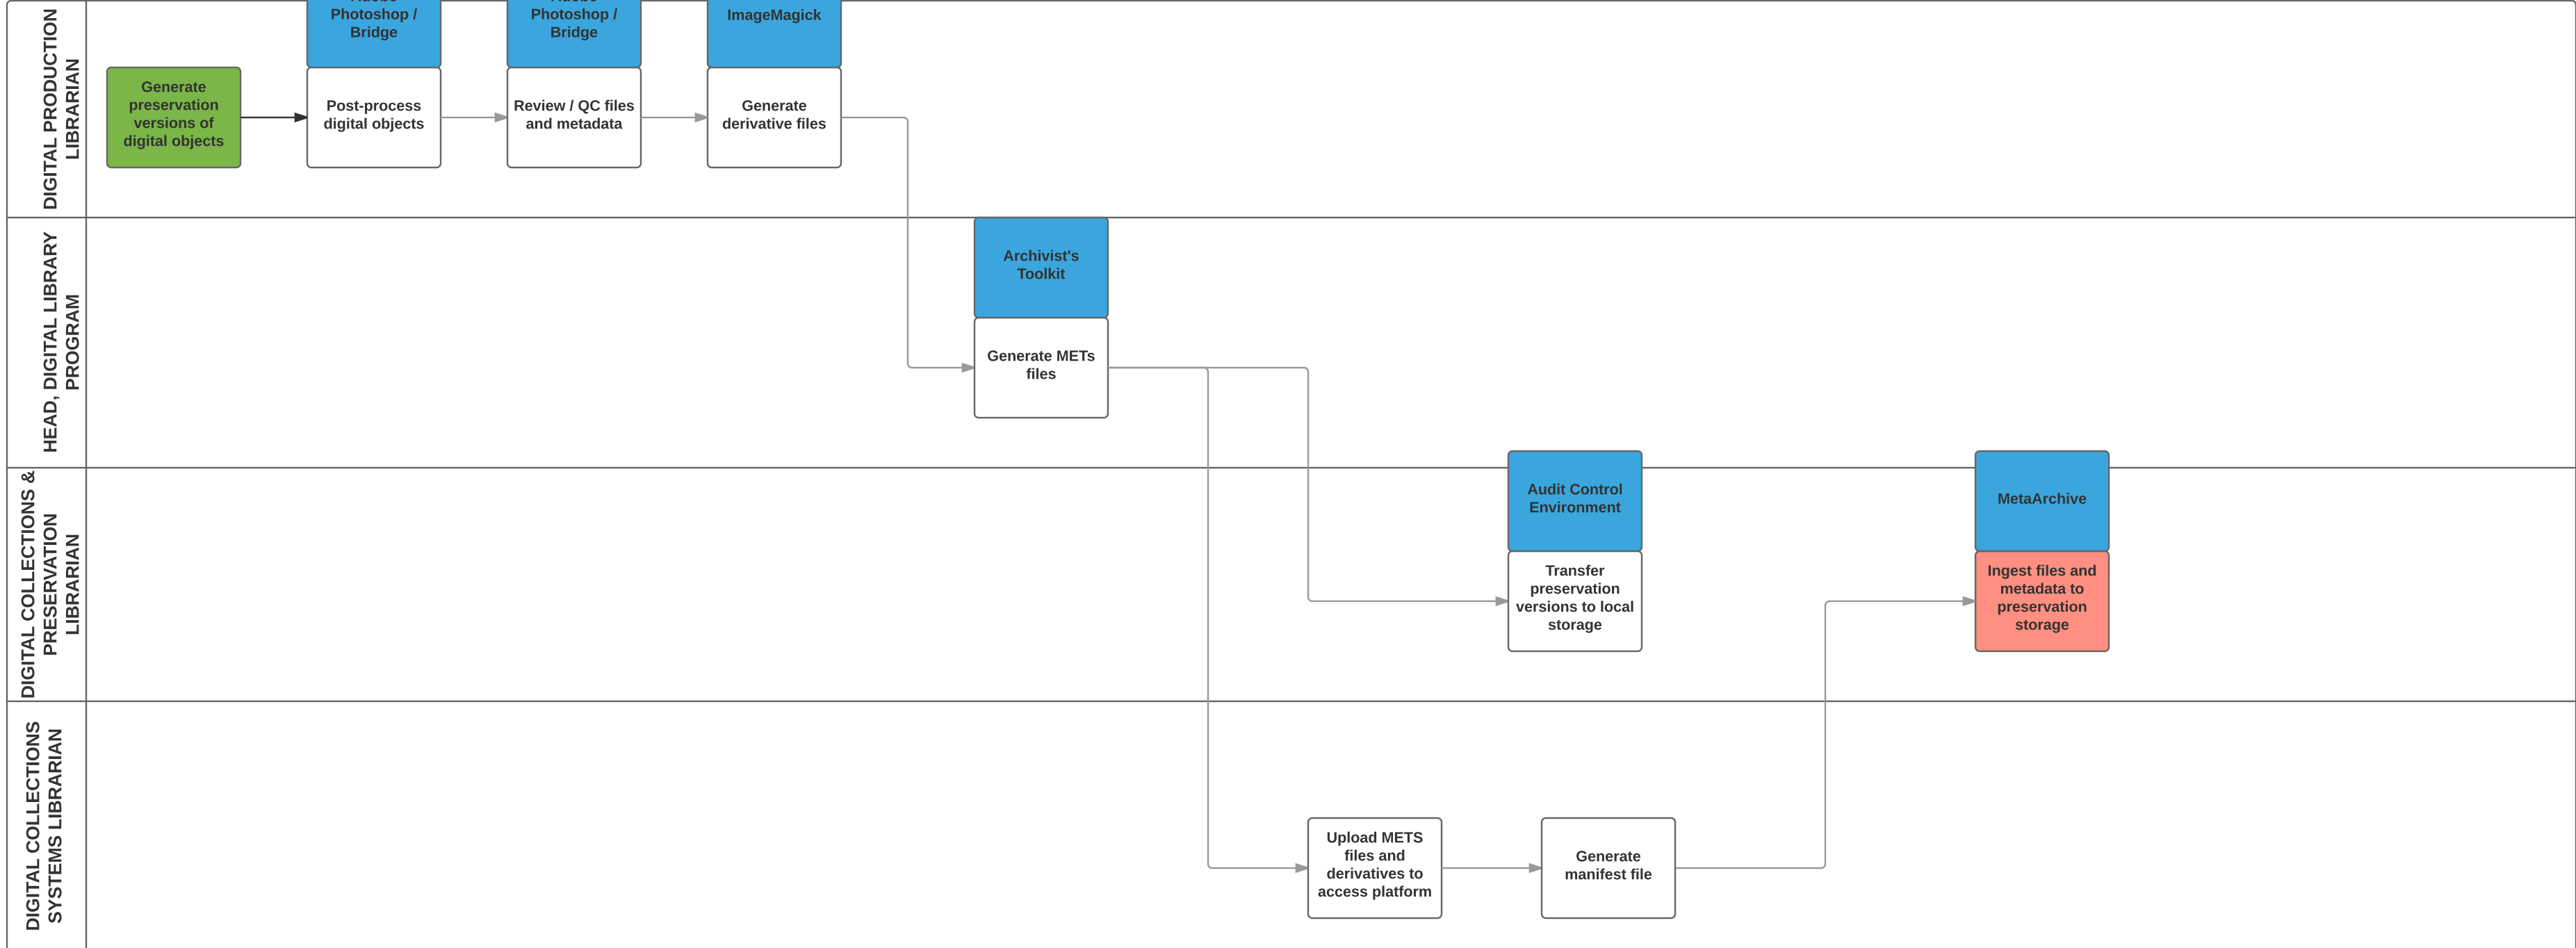 DIGITAL PRODUCTION
LIBRARIAN
Generate
preservation
versions of
digital objects
Photoshop /
Bridge
Post-process
digital objects
Photoshop /
Bridge
Review / QC files
and metadata
ImageMagick
Generate
derivative files
HEAD, DIGITAL LIBRARY
PROGRAM
Archivist's
Toolkit
Generate METs
files
DIGITAL COLLECTIONS &
PRESERVATION
LIBRARIAN
Audit Control
Environment
Transfer
preservation
versions to local
storage
MetaArchive
Ingest files and
metadata to
preservation
storage
DIGITAL COLLECTIONS
SYSTEMS LIBRARIAN
Upload METS
files and
derivatives to
access platform
Generate
manifest file